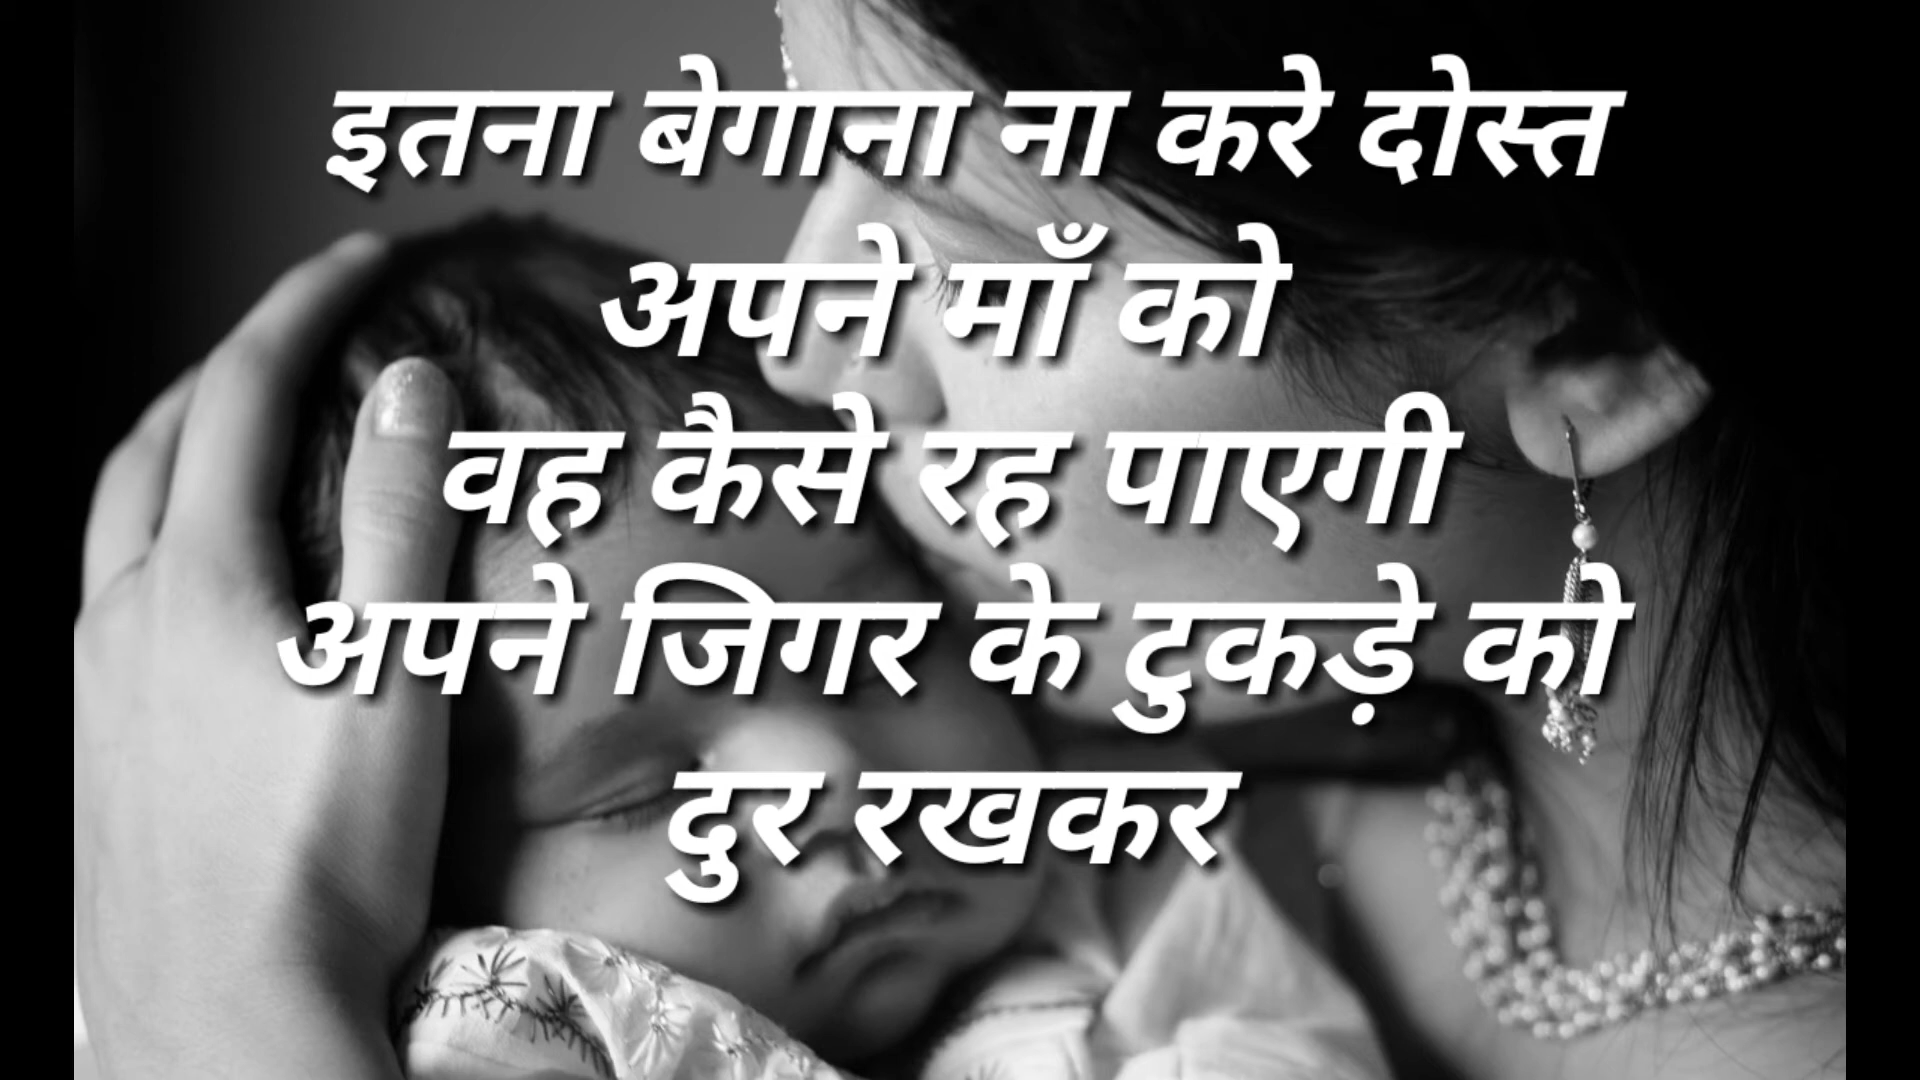 इतना बेगाना ना करे दोस्त
अपने माँ को
वह कैसे रह पाएगी
अपने जिगर के टुकड़े को
दुर रखकर